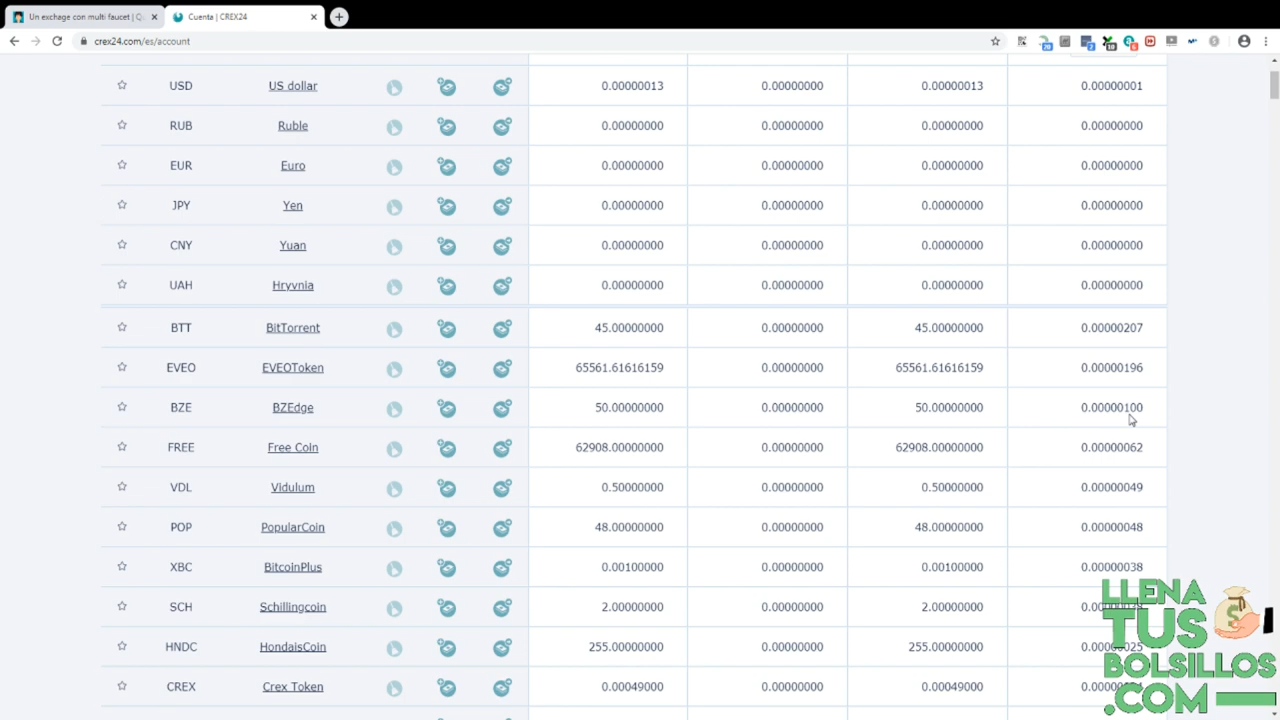 Un exchage con multi faucet | Q
Cuenta | CREX24
crex24.com/es/account
USD US dollar 0.00000013 0.00000000 0.00000013 0.00000001
RUB Ruble 0.00000000 0.00000000 0.00000000 0.00000000
EUR Euro 0.00000000 0.00000000 0.00000000 0.00000000
JPY Yen 0.00000000 0.00000000 0.00000000 0.00000000
CNY Yuan 0.00000000 0.00000000 0.00000000 0.00000000
UAH Hryvnia 0.00000000 0.00000000 0.00000000 0.00000000
BTT BitTorrent 45.00000000 0.00000000 45.00000000 0.00000207
EVEO EVEOToken 65561.61616159 0.00000000 65561.61616159 0.00000196
BZE BZEdge 50.00000000 0.00000000 50.00000000 0.00000100
FREE Free Coin 62908.00000000 0.00000000 62908.00000000 0.00000062
VDL Vidulum 0.50000000 0.00000000 0.50000000 0.00000049
POP PopularCoin 48.00000000 0.00000000 48.00000000 0.00000048
XBC BitcoinPlus 0.00100000 0.00000000 0.00100000 0.00000038
SCH Schillingcoin 2.00000000 0.00000000 2.00000000
HNDC HondaisCoin 255.00000000 0.00000000 255.00000000
CREX Crex Token 0.00049000 0.00000000 0.00049000
LLENA
TUS
BOLSILLOS
.COM